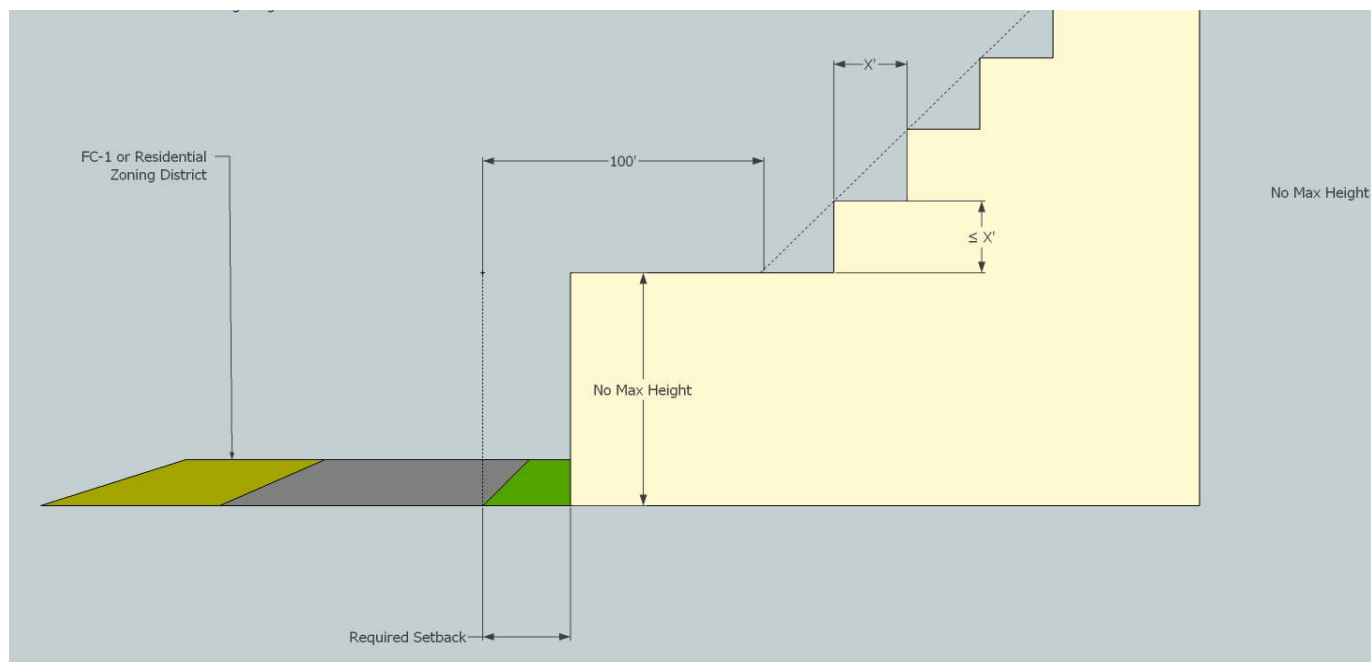 X'
FC-1 or Residential
Zoning District
100'
No Max Height
≤ X'
No Max Height
Required Setback